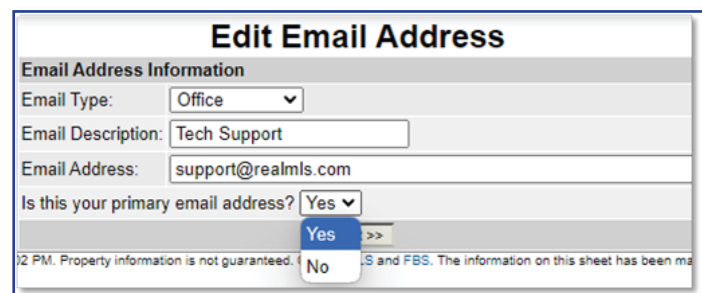 Edit Email Address
Email Address Information
Email Type: Office
Email Description: Tech Support
Email Address: support@realmls.com
Is this your primary email address? Yes
Yes >>
No
02 PM. Property information is not guaranteed. S and FBS. The information on this sheet has been ma